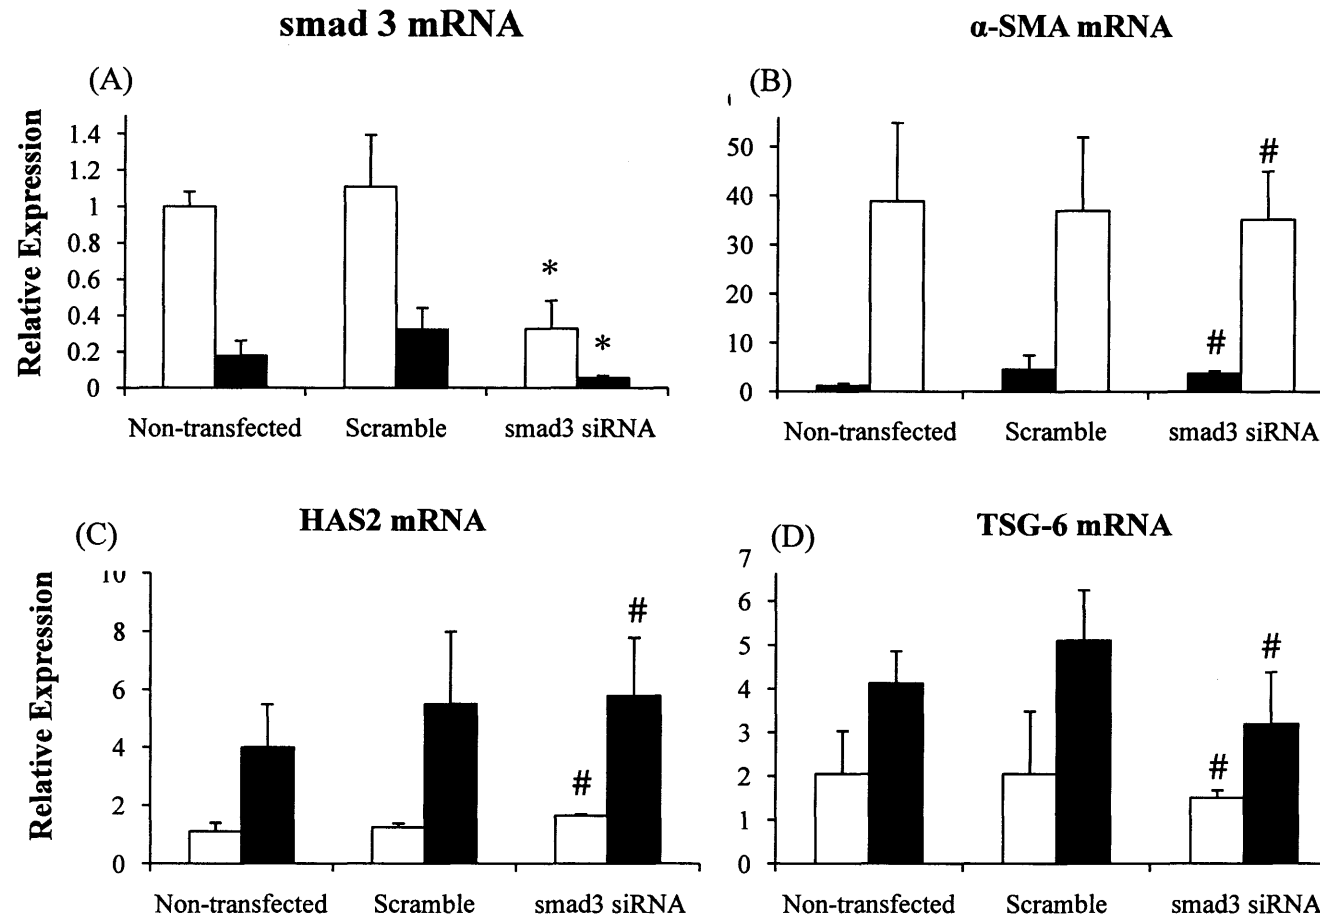 smad 3 mRNA
(A)
Relative Expression
1.4
1.2
1
0.8
0.6
0.4
0.2
0
*
*
Non-transfected
Scramble
smad3 siRNA
α-SMA mRNA
(B)
50
40
30
20
10
0
#
#
Non-transfected
Scramble
smad3 siRNA
HAS2 mRNA
(C)
Relative Expression
10
8
6
4
2
0
#
#
Non-transfected
Scramble
smad3 siRNA
TSG-6 mRNA
(D)
7
6
5
4
3
2
1
0
#
#
Non-transfected
Scramble
smad3 siRNA